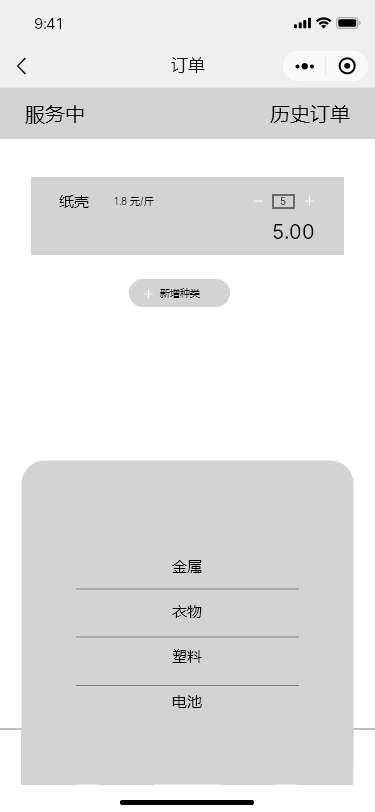 9:41
订单
服务中 历史订单
纸壳 1.8 元/斤 − 5 +
5.00
+ 新增种类
金属
衣物
塑料
电池